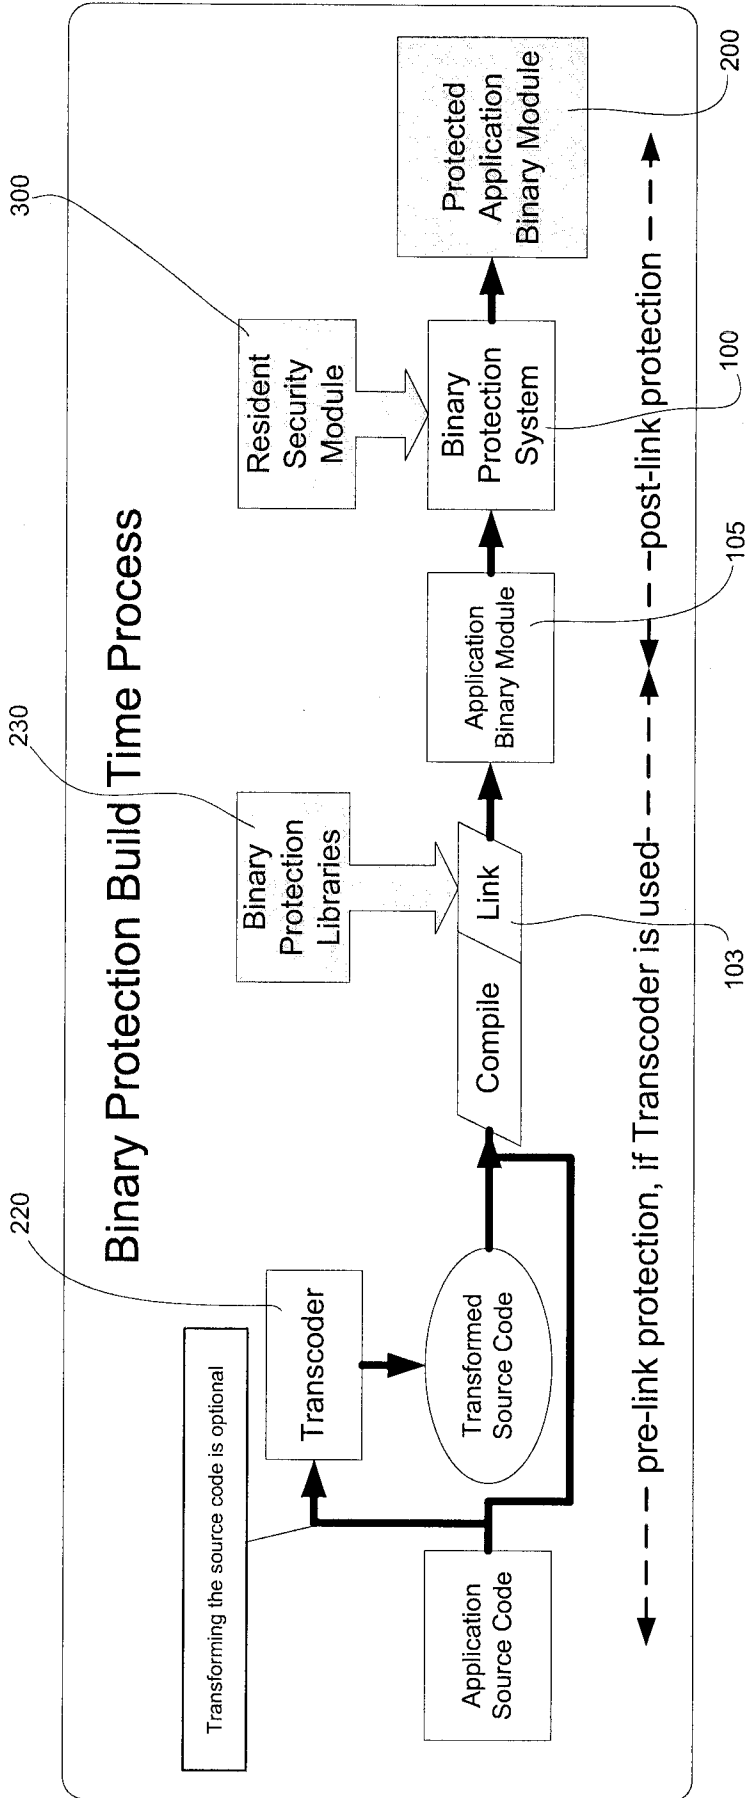 Binary Protection Build Time Process
Transforming the source code is optional
220
230
300
Transcoder
Binary
Protection
Libraries
Resident
Security
Module
Application
Source Code
Transformed
Source Code
Compile
Link
Application
Binary Module
Binary
Protection
System
Protected
Application
Binary Module
pre-link protection, if Transcoder is used
post-link protection
103
105
100
200